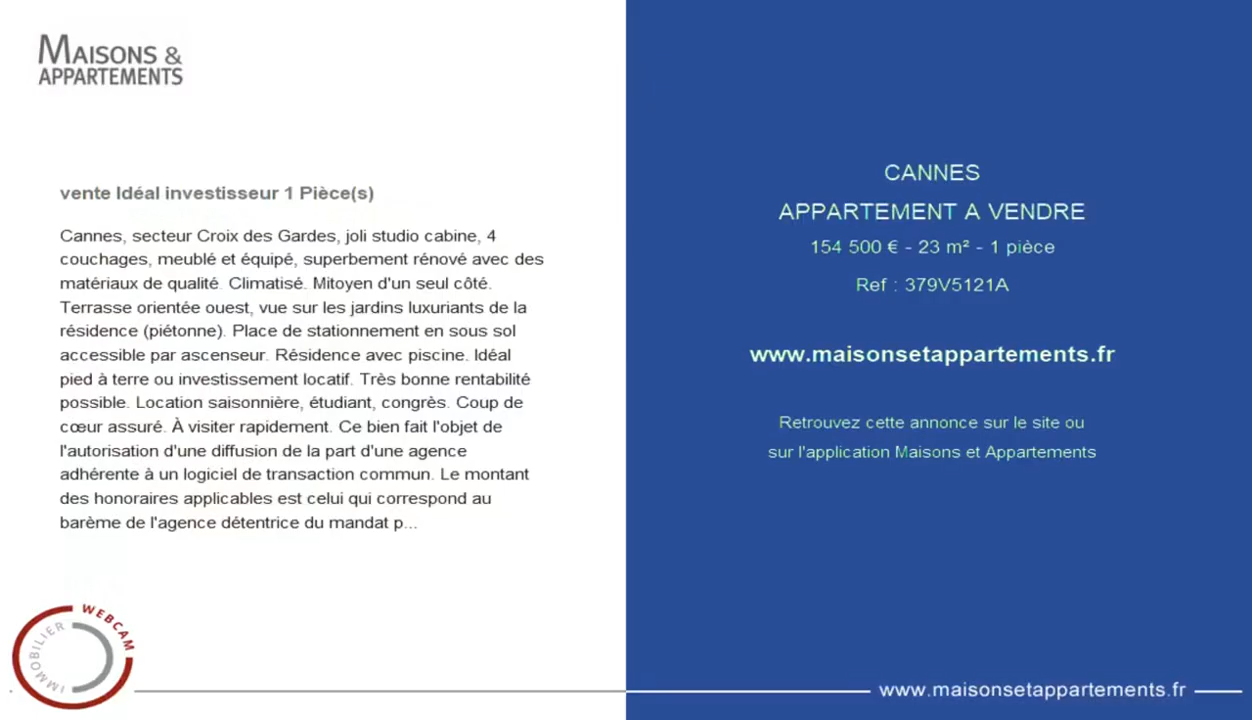 MAISONS &
APPARTEMENTS
vente Idéal investisseur 1 Pièce(s)
Cannes, secteur Croix des Gardes, joli studio cabine, 4
couchages, meublé et équipé, superbement rénové avec des
matériaux de qualité. Climatisé. Mitoyen d'un seul côté.
Terrasse orientée ouest, vue sur les jardins luxuriants de la
résidence (piétonne). Place de stationnement en sous sol
accessible par ascenseur. Résidence avec piscine. Idéal
pied à terre ou investissement locatif. Très bonne rentabilité
possible. Location saisonnière, étudiant, congrès. Coup de
cœur assuré. À visiter rapidement. Ce bien fait l'objet de
l'autorisation d'une diffusion de la part d'une agence
adhérente à un logiciel de transaction commun. Le montant
des honoraires applicables est celui qui correspond au
barème de l'agence détentrice du mandat p...
WEBCAM
IMMOBILIER
CANNES
APPARTEMENT A VENDRE
154 500 € - 23 m² - 1 pièce
Ref : 379V5121A
www.maisonsetappartements.fr
Retrouvez cette annonce sur le site ou
sur l'application Maisons et Appartements
www.maisonsetappartements.fr